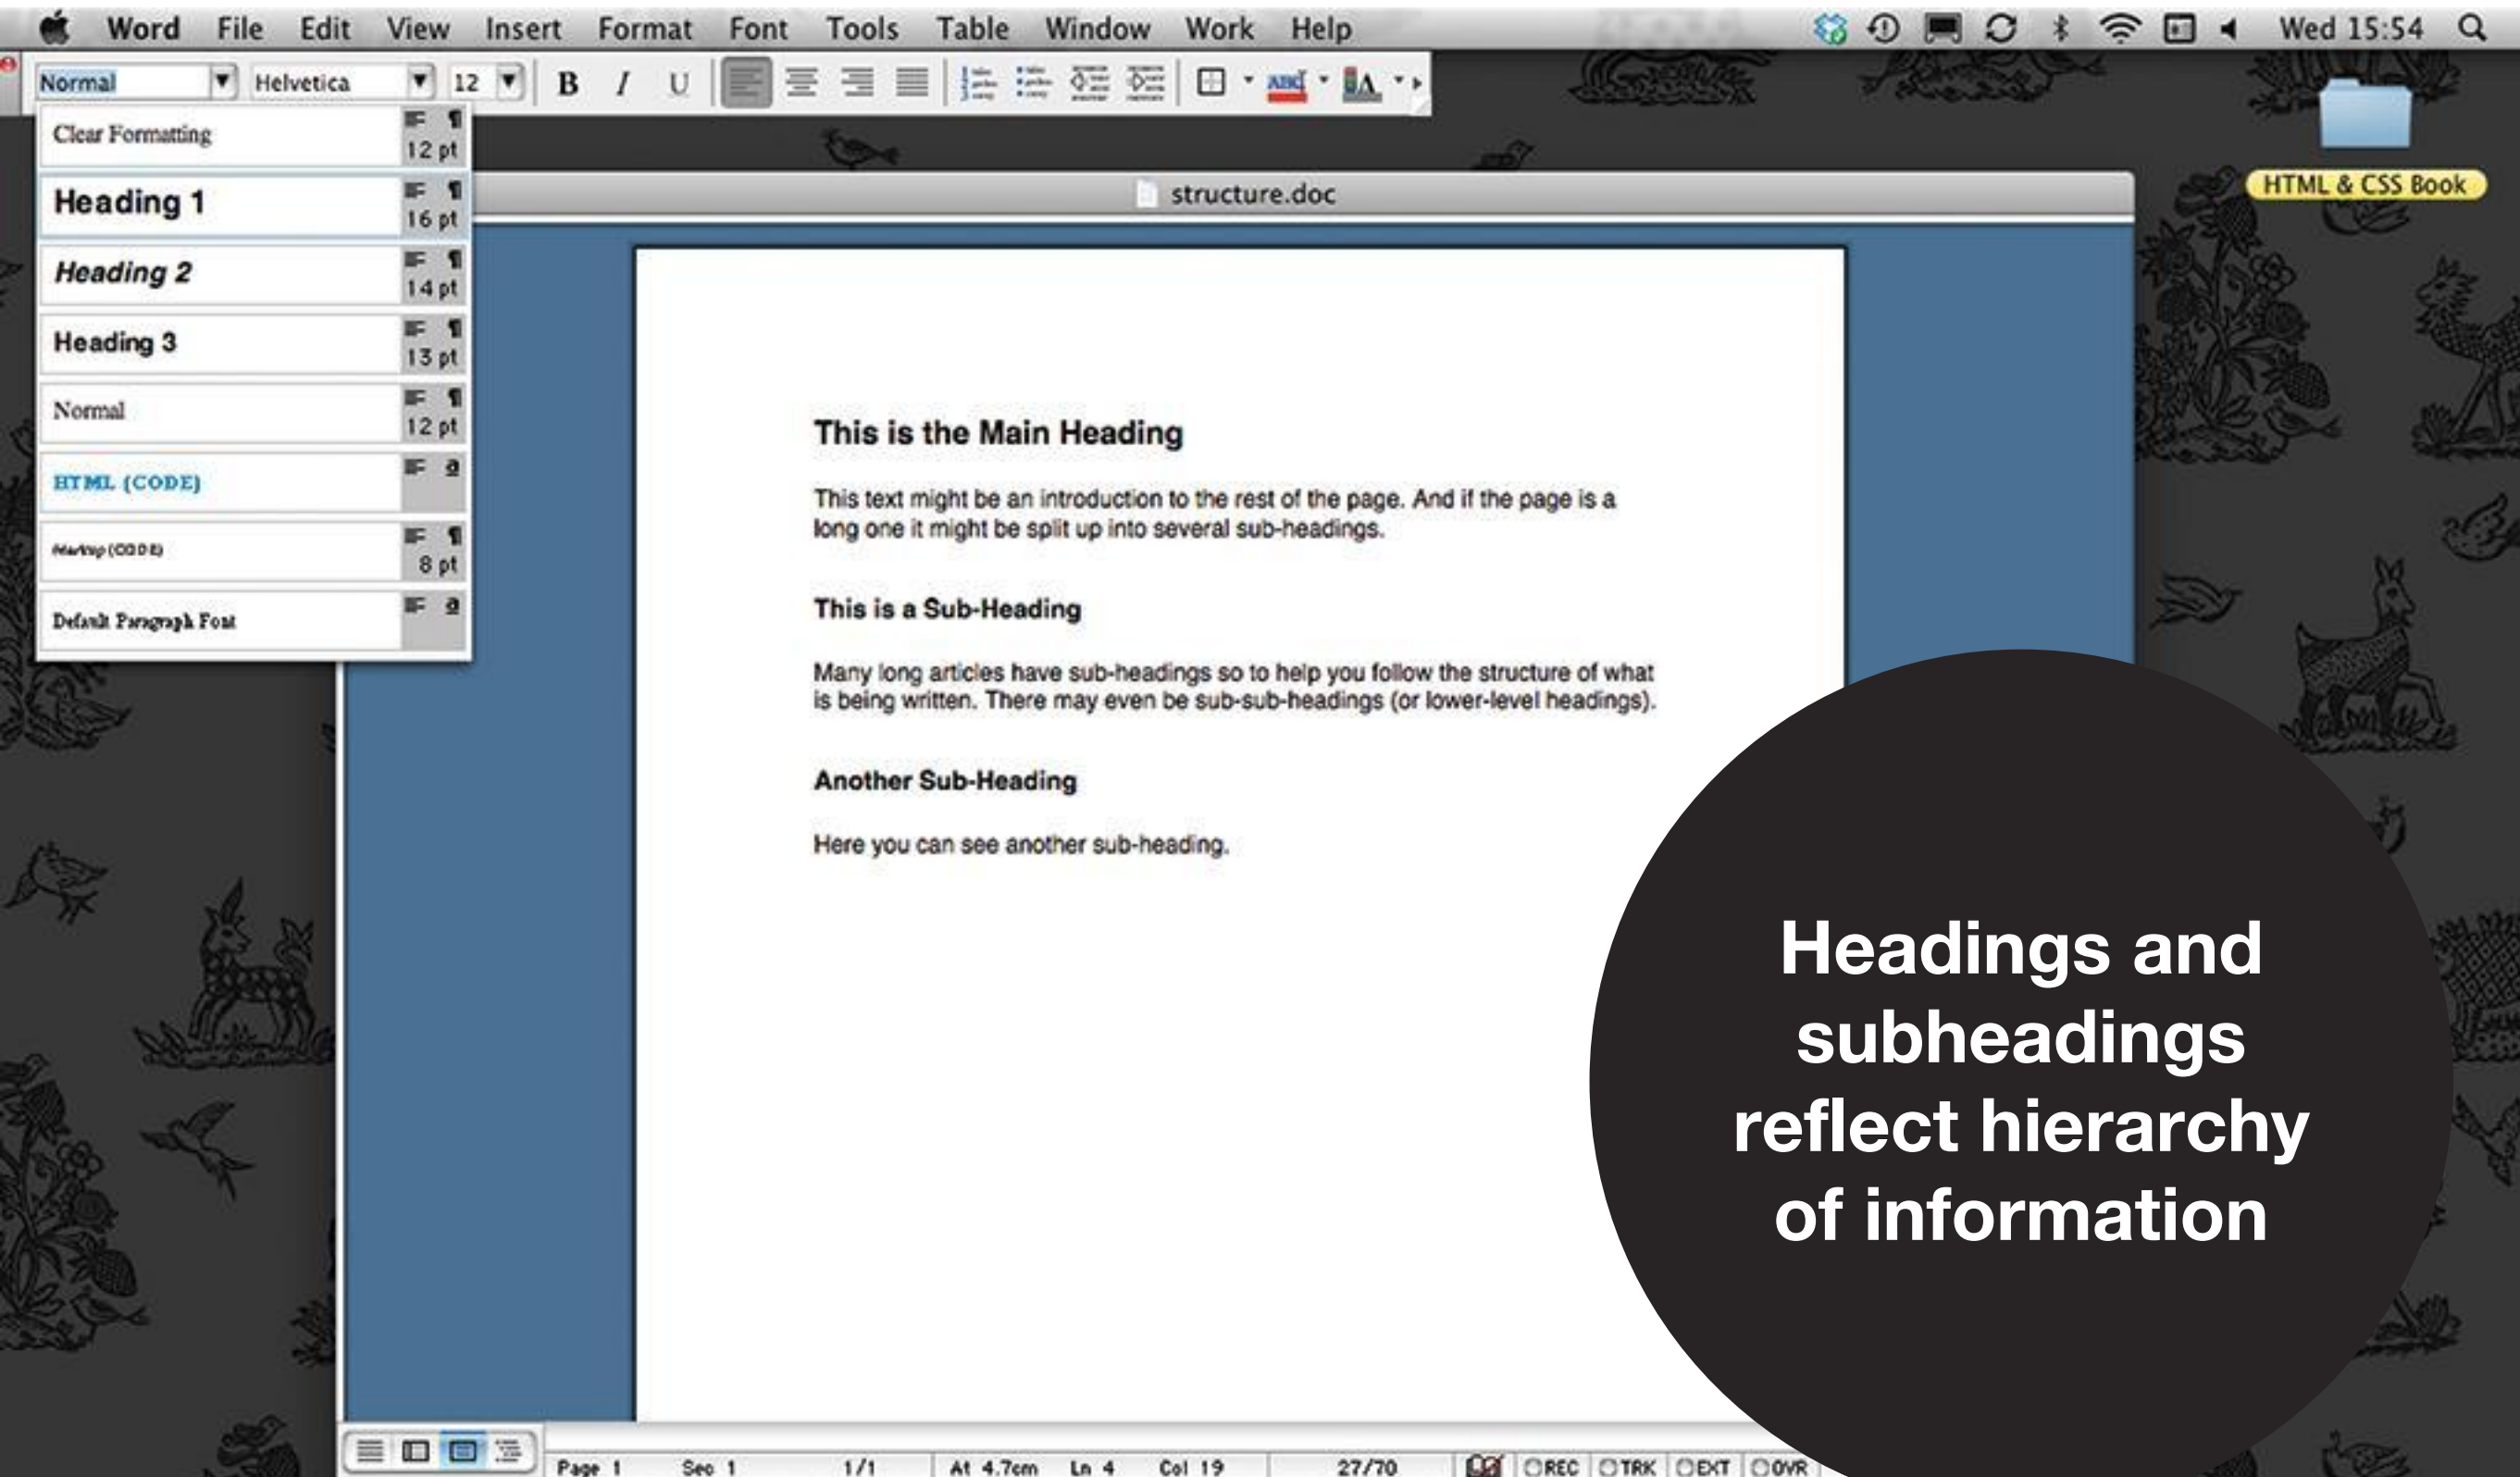 Word File Edit View Insert Format Font Tools Table Window Work Help Wed 15:54
Normal Helvetica 12 B I U ABC A
Clear Formatting 12 pt
Heading 1 16 pt
Heading 2 14 pt
Heading 3 13 pt
Normal 12 pt
HTML (CODE) a
Markup (CODE) 8 pt
Default Paragraph Font a
structure.doc
HTML & CSS Book
This is the Main Heading
This text might be an introduction to the rest of the page. And if the page is a
long one it might be split up into several sub-headings.
This is a Sub-Heading
Many long articles have sub-headings so to help you follow the structure of what
is being written. There may even be sub-sub-headings (or lower-level headings).
Another Sub-Heading
Here you can see another sub-heading.
Headings and
subheadings
reflect hierarchy
of information
Page 1 Sec 1 1/1 At 4.7cm Ln 4 Col 19 27/70 REC TRK EXT OVR